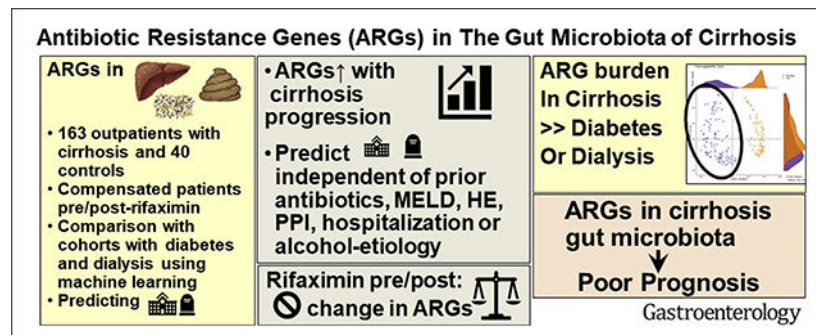 Antibiotic Resistance Genes (ARGs) in The Gut Microbiota of Cirrhosis
ARGs in
• 163 outpatients with
cirrhosis and 40
controls
• Compensated patients
pre/post-rifaximin
• Comparison with
cohorts with diabetes
and dialysis using
machine learning
• Predicting
• ARGs↑ with
cirrhosis
progression
• Predict
independent of prior
antibiotics, MELD, HE,
PPI, hospitalization or
alcohol-etiology
Rifaximin pre/post:
change in ARGs
ARG burden
In Cirrhosis
>> Diabetes
Or Dialysis
ARGs in cirrhosis
gut microbiota
Poor Prognosis
Gastroenterology